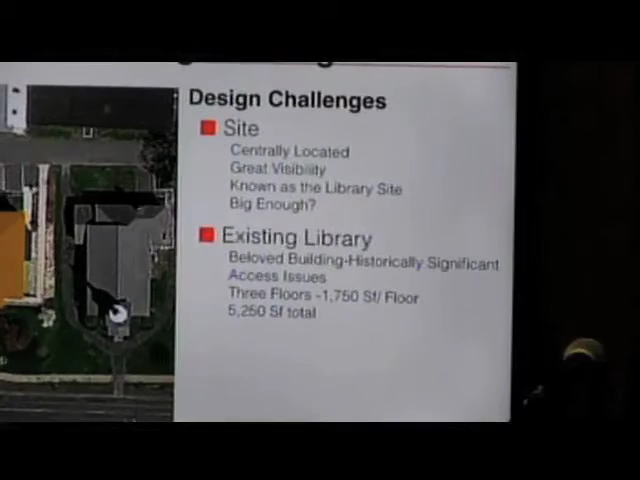 Design Challenges
Site
Centrally Located
Great Visibility
Known as the Library Site
Big Enough?
Existing Library
Beloved Building-Historically Significant
Access Issues
Three Floors -1,750 Sf/ Floor
5,250 Sf total